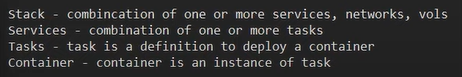 Stack - combincation of one or more services, networks, vols
Services - combination of one or more tasks
Tasks - task is a definition to deploy a container
Container - container is an instance of task